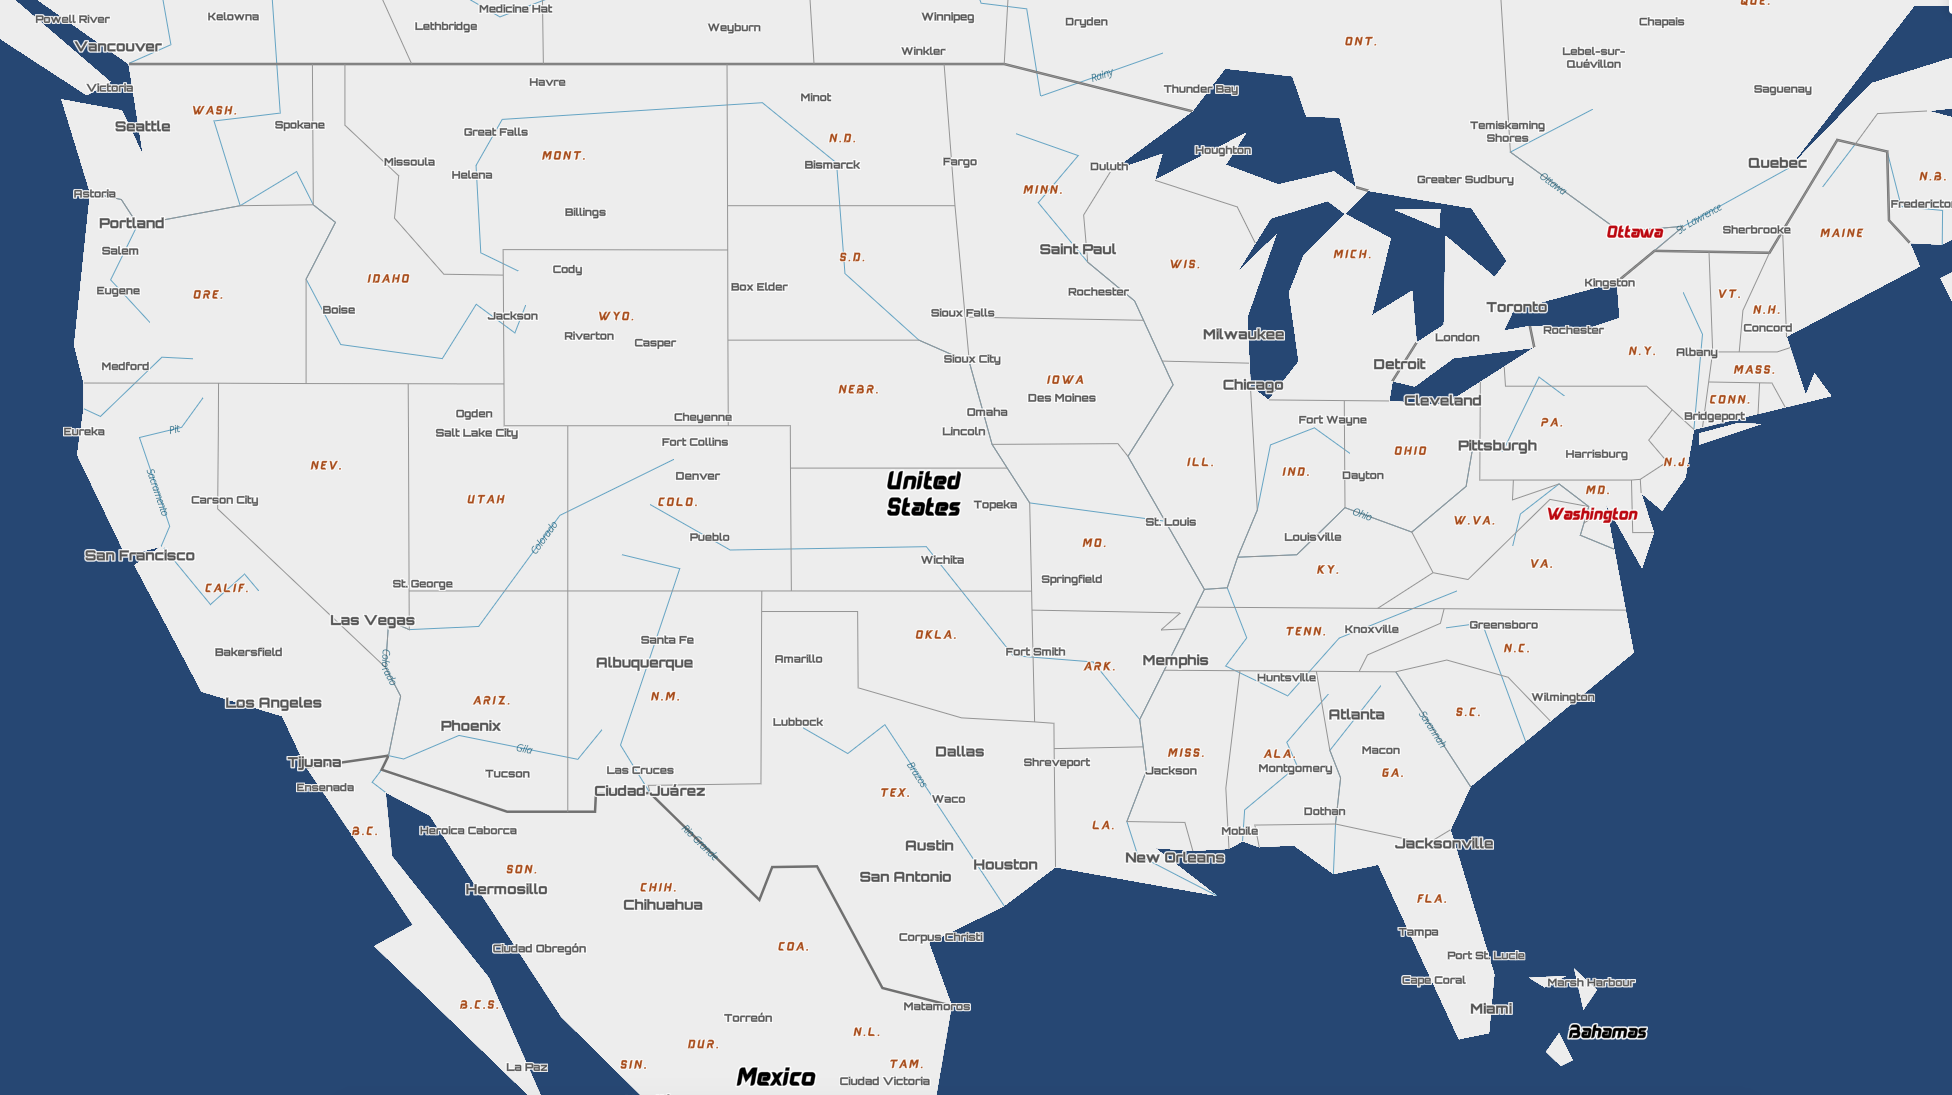 Powell River
Kelowna
Medicine Hat
Lethbridge
Weyburn
Winnipeg
Dryden
Chapais
QUE.
Vancouver
Winkler
ONT.
Lebel-sur-
Quévillon
Victoria
Havre
Minot
Rainy
Thunder Bay
Saguenay
WASH.
Seattle
Spokane
Great Falls
N.D.
Temiskaming
Shores
Missoula
MONT.
Bismarck
Fargo
Houghton
Duluth
Quebec
Helena
Astoria
MINN.
Greater Sudbury
Ottawa
N.B.
Portland
Billings
Fredericto
St. Lawrence
Ottawa
Sherbrooke
MAINE
Salem
Saint Paul
S.D.
MICH.
WIS.
Cody
IDAHO
Eugene
ORE.
Box Elder
Rochester
Kingston
VT.
Boise
Jackson
WYO.
Sioux Falls
Toronto
N.H.
Riverton
Casper
Milwaukee
London
Rochester
Concord
Medford
Sioux City
Detroit
N.Y.
Albany
MASS.
NEBR.
IOWA
Chicago
Des Moines
Cleveland
CONN.
Ogden
Cheyenne
Omaha
Fort Wayne
PA.
Bridgeport
Eureka
Pit
Salt Lake City
Fort Collins
Lincoln
Pittsburgh
OHIO
Harrisburg
NEV.
Denver
ILL.
IND.
Dayton
N.J.
Sacramento
Carson City
UTAH
COLO.
United
States
Topeka
MD.
Washington
St. Louis
Ohio
W.VA.
Colorado
Pueblo
MO.
Louisville
San Francisco
Wichita
KY.
VA.
CALIF.
St. George
Springfield
Las Vegas
OKLA.
TENN.
Knoxville
Greensboro
Bakersfield
Colorado
Santa Fe
Albuquerque
Amarillo
Fort Smith
ARK.
Memphis
N.C.
Huntsville
Los Angeles
ARIZ.
N.M.
Wilmington
Phoenix
Lubbock
Atlanta
S.C.
Savannah
Gila
Dallas
MISS.
ALA.
Macon
Tijuana
Tucson
Las Cruces
Brazos
Shreveport
Jackson
Montgomery
GA.
Ensenada
Ciudad Juárez
TEX.
Waco
B.C.
Heroica Caborca
Rio Grande
LA.
Mobile
Dothan
Austin
New Orleans
Jacksonville
SON.
Houston
Hermosillo
CHIH.
San Antonio
Chihuahua
FLA.
Ciudad Obregón
COA.
Corpus Christi
Tampa
Port St. Lucie
Cape Coral
Marsh Harbour
B.C.S.
Matamoros
Miami
Torreón
N.L.
Bahamas
DUR.
SIN.
TAM.
La Paz
Mexico
Ciudad Victoria